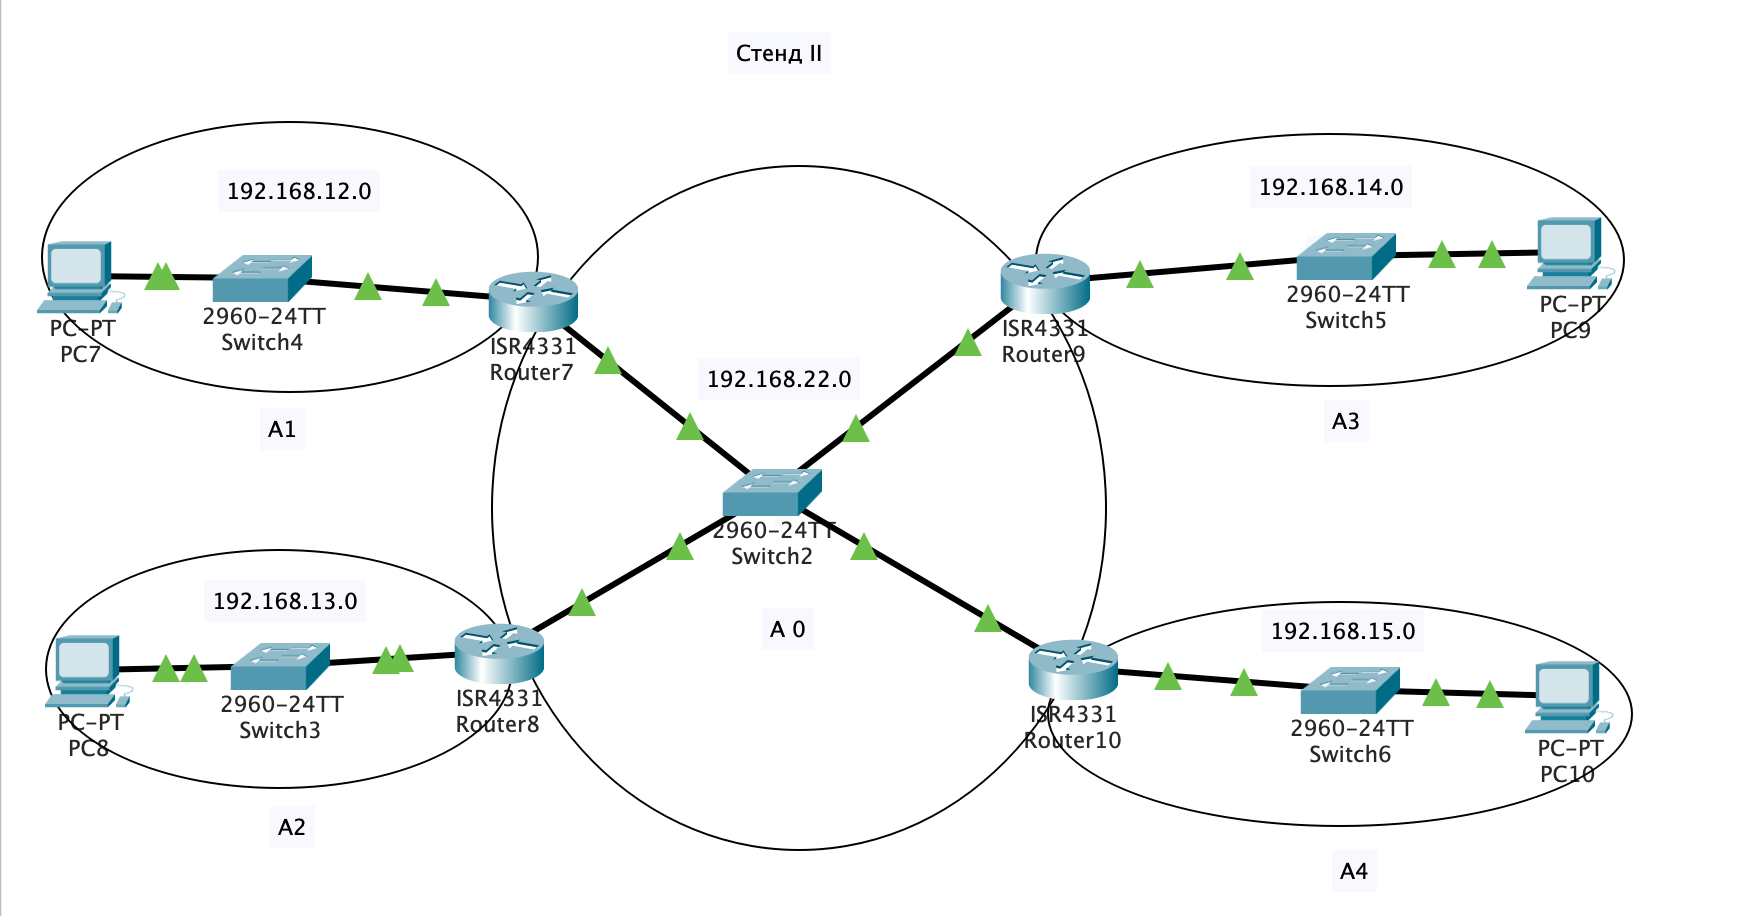 Стенд II
192.168.12.0
192.168.14.0
PC-PT
PC7
2960-24TT
Switch4
ISR4331
Router7
ISR4331
Router9
2960-24TT
Switch5
PC-PT
PC9
192.168.22.0
A1
A3
2960-24TT
Switch2
192.168.13.0
A 0
192.168.15.0
PC-PT
PC8
2960-24TT
Switch3
ISR4331
Router8
ISR4331
Router10
2960-24TT
Switch6
PC-PT
PC10
A2
A4